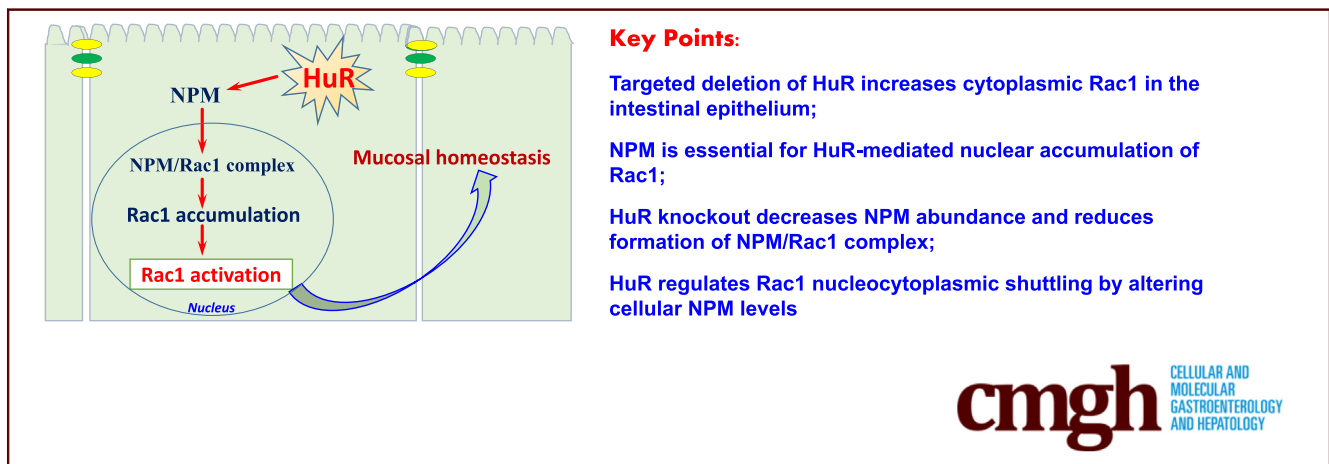 HuR
NPM
NPM/Rac1 complex
Rac1 accumulation
Rac1 activation
Nucleus
Mucosal homeostasis
Key Points:
Targeted deletion of HuR increases cytoplasmic Rac1 in the
intestinal epithelium;
NPM is essential for HuR-mediated nuclear accumulation of
Rac1;
HuR knockout decreases NPM abundance and reduces
formation of NPM/Rac1 complex;
HuR regulates Rac1 nucleocytoplasmic shuttling by altering
cellular NPM levels
cmgh
CELLULAR AND
MOLECULAR
GASTROENTEROLOGY
AND HEPATOLOGY